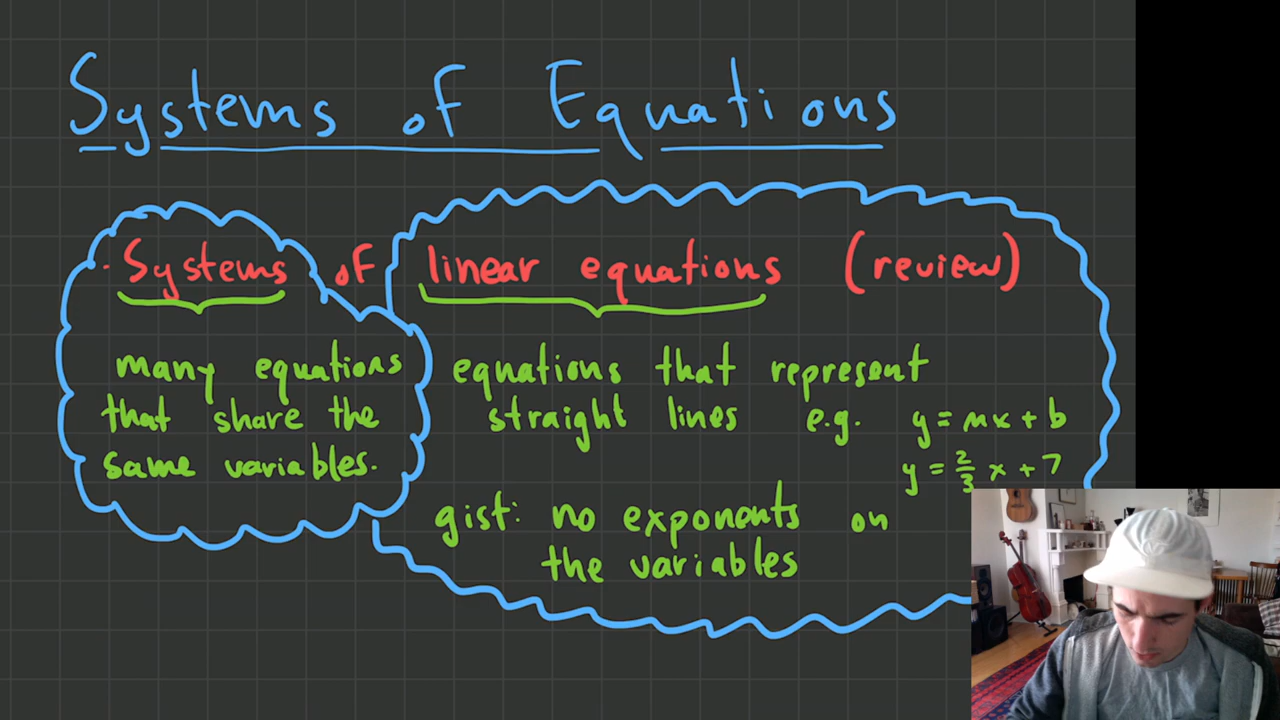 Systems of Equations
· Systems of linear equations (review)
many equations
that share the
same variables.
equations that represent
straight lines e.g. y = mx + b
y = 2/3 x + 7
gist: no exponents on
the variables